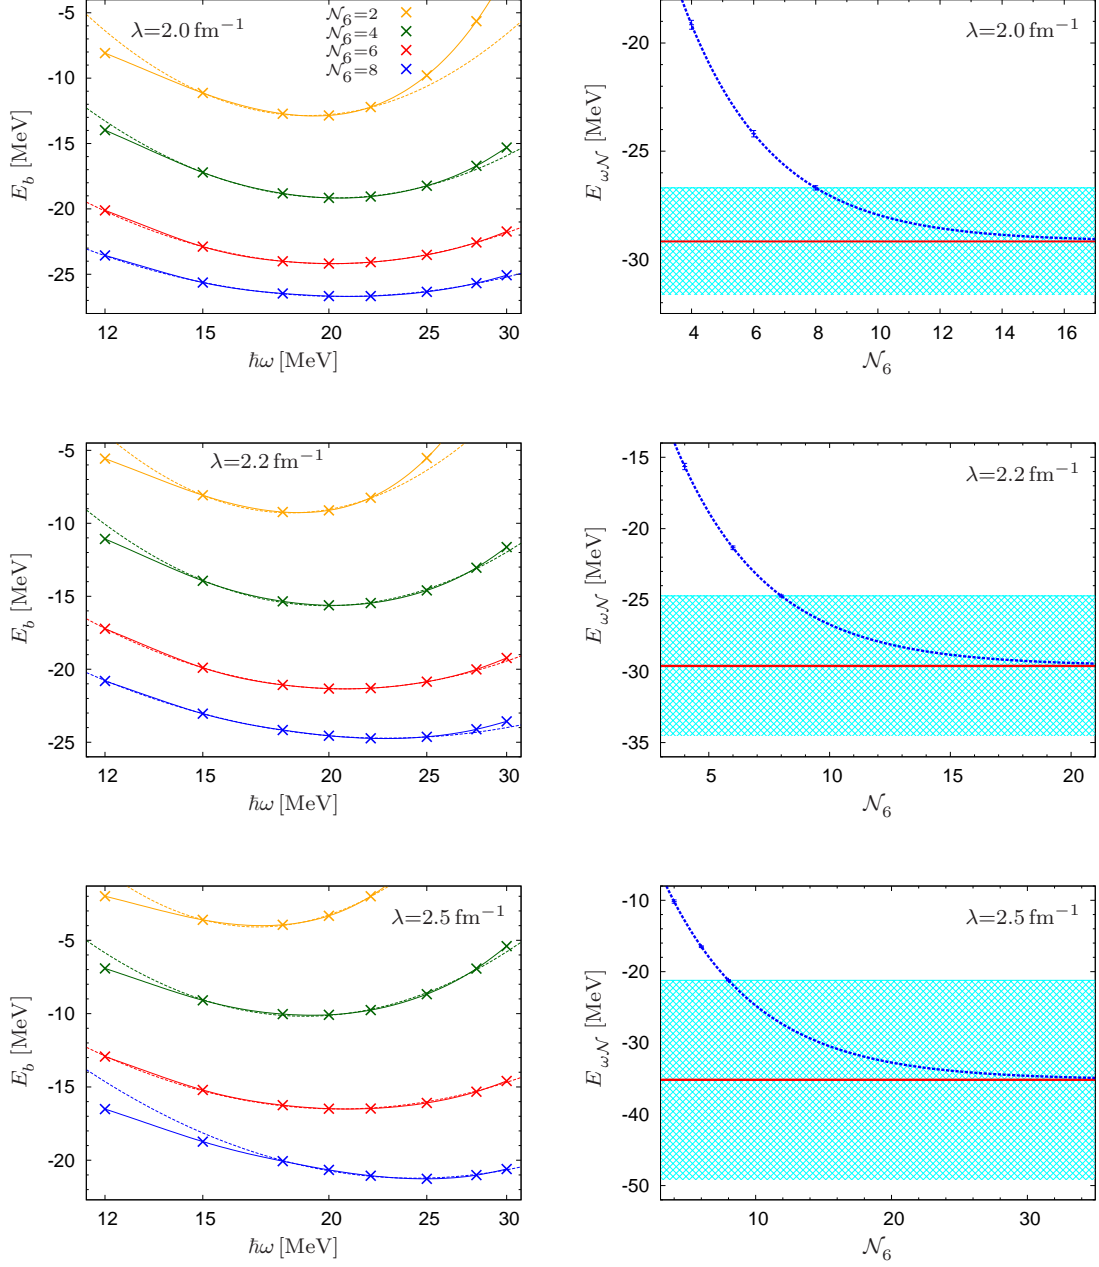 λ=2.0 fm⁻¹
𝒩₆=2
𝒩₆=4
𝒩₆=6
𝒩₆=8
E_b [MeV]
-5
-10
-15
-20
-25
12 15 20 25 30
ħω [MeV]
λ=2.0 fm⁻¹
E_ω𝒩 [MeV]
-20
-25
-30
4 6 8 10 12 14 16
𝒩₆
λ=2.2 fm⁻¹
E_b [MeV]
-5
-10
-15
-20
-25
12 15 20 25 30
ħω [MeV]
λ=2.2 fm⁻¹
E_ω𝒩 [MeV]
-15
-20
-25
-30
-35
5 10 15 20
𝒩₆
λ=2.5 fm⁻¹
E_b [MeV]
-5
-10
-15
-20
12 15 20 25 30
ħω [MeV]
λ=2.5 fm⁻¹
E_ω𝒩 [MeV]
-10
-20
-30
-40
-50
10 20 30
𝒩₆